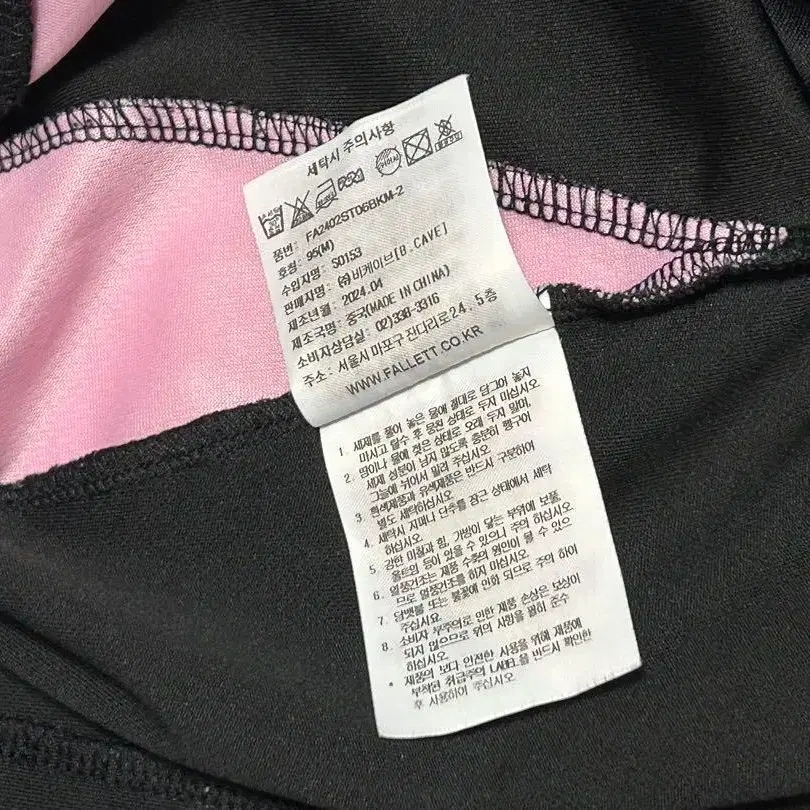 세탁시 주의사항
품번: FA2402ST06BKM-2
호칭: 95(M)
수입자명: S0153
판매자명: (주)비케이브[B.CAVE]
제조년월: 2024.04
제조국명: 중국(MADE IN CHINA)
소비자상담실: 02)338-3316
주소: 서울시 마포구 잔다리로24, 5층
WWW.FALLETT.CO.KR
1. 세제를 풀어 놓은 물에 절대로 담그어 놓지
마시고 탈수 후 뭉친 상태로 두지 마십시오
2. 땀이나 물에 젖은 상태로 오래 두지 말며,
세제 성분이 남지 않도록 충분히 헹구어
그늘에 뉘어서 말려 주십시오.
3. 흰색제품과 유색제품은 반드시 구분하여
별도 세탁하십시오
4. 세탁시 지퍼나 단추를 잠근 상태에서 세탁
하십시오.
5. 강한 마찰과 힘, 가방이 닿는 부위에 보풀,
올트임 등이 있을 수 있으니 주의 하십시오
6. 열풍건조는 제품 수축의 원인이 될 수 있으
므로 열풍건조를 하지 마십시오.
7. 담뱃불 또는 불꽃에 인화 되므로 주의 하여
주십시요.
8. 소비자 부주의로 인한 제품 손상은 보상이
되지 않으므로 위의 사항을 필히 준수
하십시오.
* 제품의 보다 안전한 사용을 위해 제품에
부착된 취급주의 LABEL을 반드시 확인한
후 사용하여 주십시오.